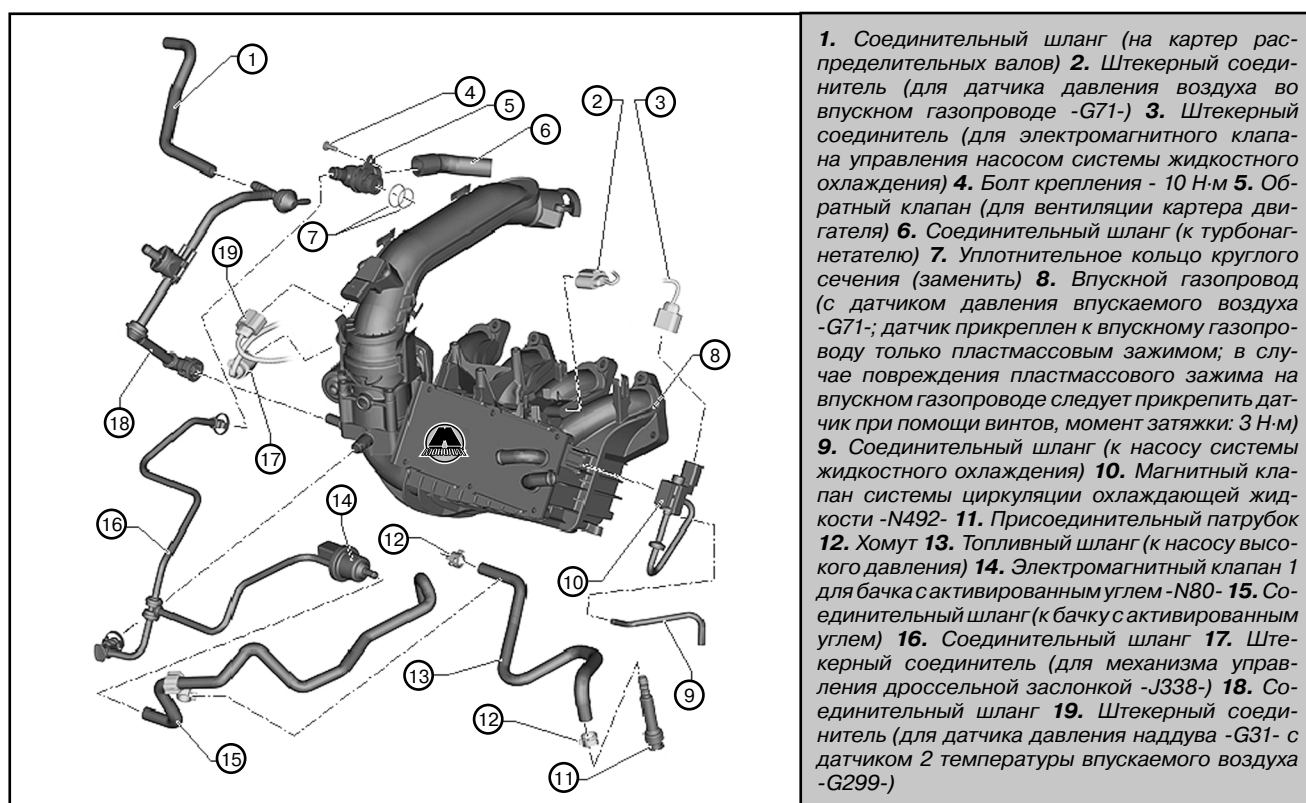 1
2
3
4
5
6
7
19
8
18
17
14
16
12
10
9
13
12
15
11
1. Соединительный шланг (на картер рас-
пределительных валов) 2. Штекерный соеди-
нитель (для датчика давления воздуха во
впускном газопроводе -G71-) 3. Штекерный
соединитель (для электромагнитного клапа-
на управления насосом системы жидкостного
охлаждения) 4. Болт крепления - 10 Н·м 5. Об-
ратный клапан (для вентиляции картера дви-
гателя) 6. Соединительный шланг (к турбонаг-
нетателю) 7. Уплотнительное кольцо круглого
сечения (заменить) 8. Впускной газопровод
(с датчиком давления впускаемого воздуха
-G71-; датчик прикреплен к впускному газопро-
воду только пластмассовым зажимом; в слу-
чае повреждения пластмассового зажима на
впускном газопроводе следует прикрепить дат-
чик при помощи винтов, момент затяжки: 3 Н·м)
9. Соединительный шланг (к насосу системы
жидкостного охлаждения) 10. Магнитный кла-
пан системы циркуляции охлаждающей жид-
кости -N492- 11. Присоединительный патрубок
12. Хомут 13. Топливный шланг (к насосу высо-
кого давления) 14. Электромагнитный клапан 1
для бачка с активированным углем -N80- 15. Со-
единительный шланг (к бачку с активированным
углем) 16. Соединительный шланг 17. Ште-
керный соединитель (для механизма управ-
ления дроссельной заслонкой -J338-) 18. Со-
единительный шланг 19. Штекерный соеди-
нитель (для датчика давления наддува -G31- с
датчиком 2 температуры впускаемого воздуха
-G299-)